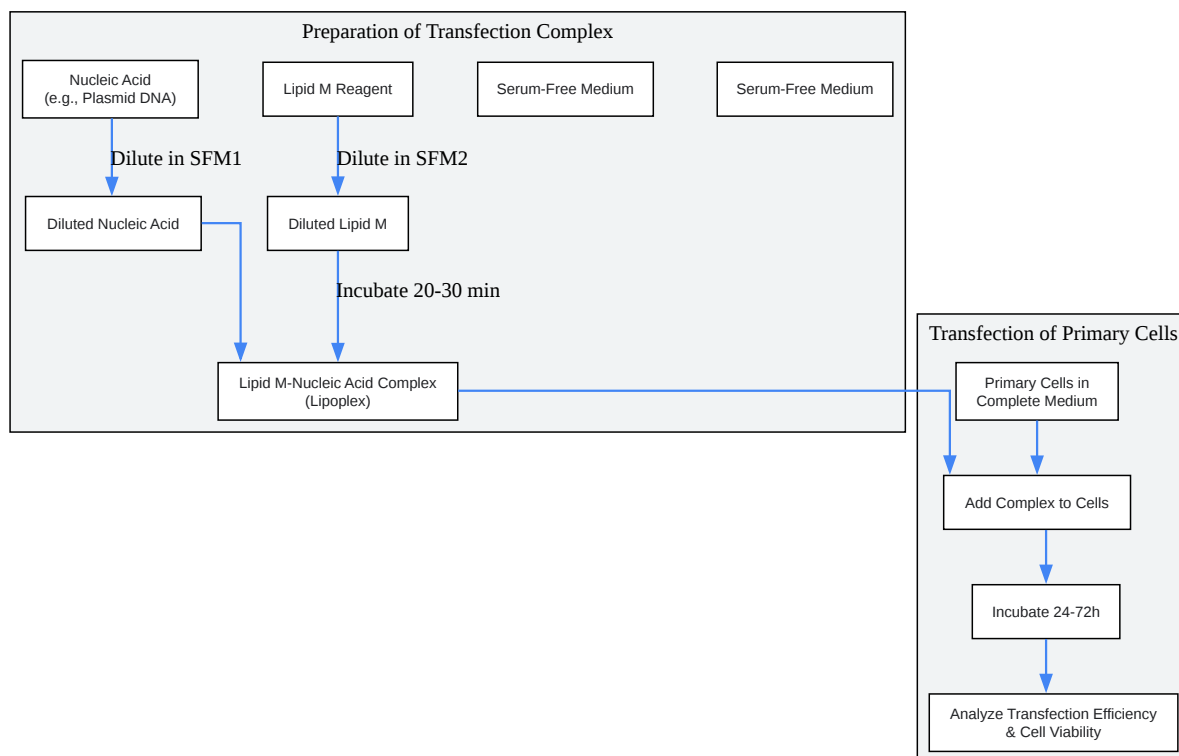 Preparation of Transfection Complex
Nucleic Acid
(e.g., Plasmid DNA)
Lipid M Reagent
Serum-Free Medium
Serum-Free Medium
Dilute in SFM1
Dilute in SFM2
Diluted Nucleic Acid
Diluted Lipid M
Incubate 20-30 min
Lipid M-Nucleic Acid Complex
(Lipoplex)
Transfection of Primary Cells
Primary Cells in
Complete Medium
Add Complex to Cells
Incubate 24-72h
Analyze Transfection Efficiency
& Cell Viability